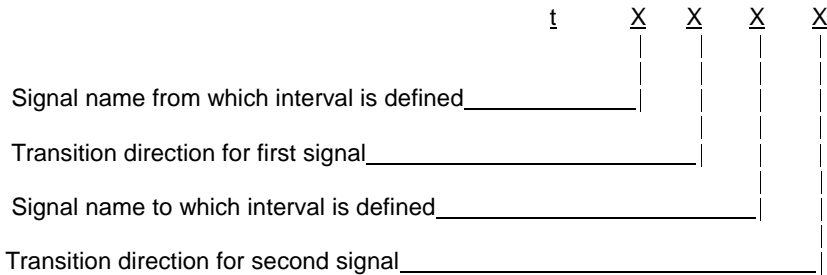 t X X X X
Signal name from which interval is defined
Transition direction for first signal
Signal name to which interval is defined
Transition direction for second signal